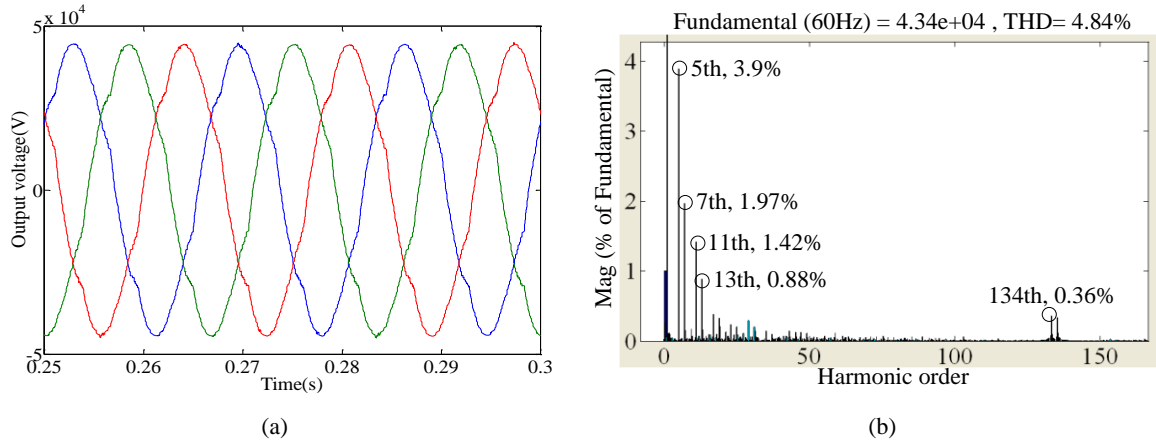 x 10⁴
5
0
-5
0.25
0.26
0.27
0.28
0.29
0.3
Output voltage(V)
Time(s)
(a)
Fundamental (60Hz) = 4.34e+04 , THD= 4.84%
4
3
2
1
0
0
50
100
150
Mag (% of Fundamental)
Harmonic order
5th, 3.9%
7th, 1.97%
11th, 1.42%
13th, 0.88%
134th, 0.36%
(b)